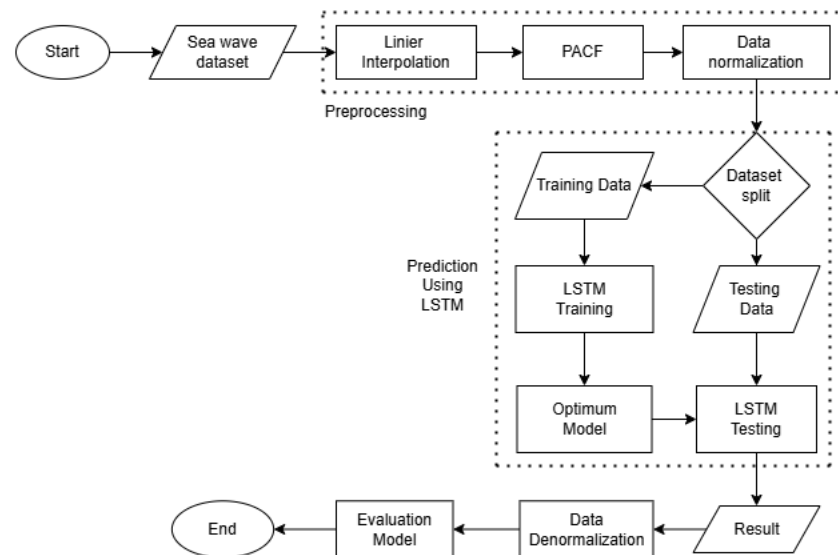 Start
Sea wave
dataset
Linier
Interpolation
PACF
Data
normalization
Preprocessing
Training Data
Dataset
split
Prediction
Using
LSTM
LSTM
Training
Testing
Data
Optimum
Model
LSTM
Testing
End
Evaluation
Model
Data
Denormalization
Result